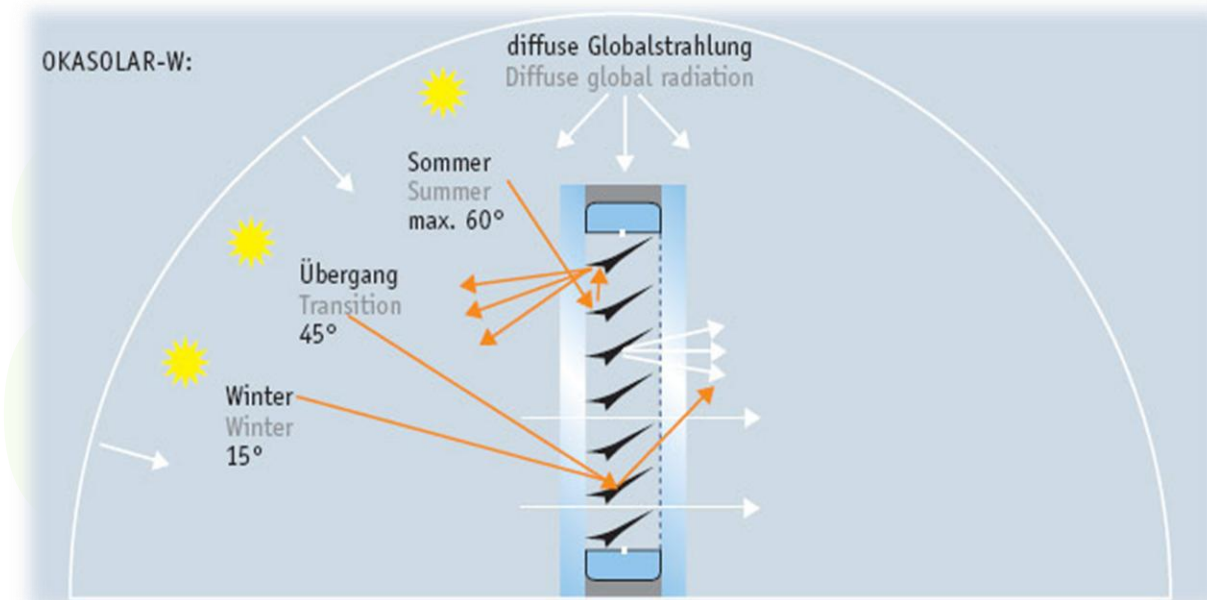 OKASOLAR-W:
diffuse Globalstrahlung
Diffuse global radiation
Sommer
Summer
max. 60°
Übergang
Transition
45°
Winter
Winter
15°